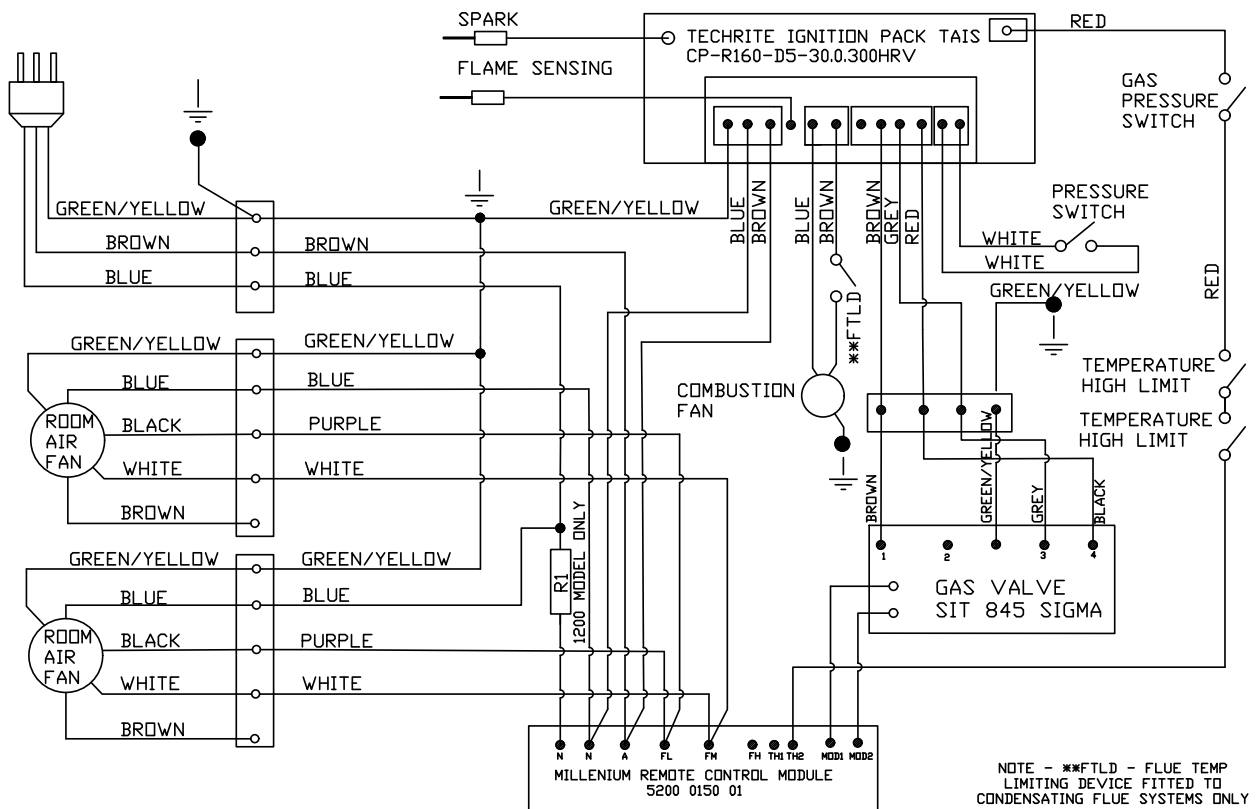 SPARK
FLAME SENSING
TECHRITE IGNITION PACK TAIS
CP-R160-D5-30.0.300HRV
RED
GAS
PRESSURE
SWITCH
GREEN/YELLOW
BROWN
BLUE
BROWN
BLUE
GREEN/YELLOW
BLUE
BROWN
BLUE
BROWN
BROWN
GREY
RED
PRESSURE
SWITCH
WHITE
WHITE
GREEN/YELLOW
RED
**FTLD
COMBUSTION
FAN
TEMPERATURE
HIGH LIMIT
TEMPERATURE
HIGH LIMIT
GREEN/YELLOW
GREEN/YELLOW
BLUE
BLUE
ROOM
AIR
FAN
BLACK
PURPLE
WHITE
WHITE
BROWN
GREEN/YELLOW
GREEN/YELLOW
BLUE
BLUE
ROOM
AIR
FAN
BLACK
PURPLE
WHITE
WHITE
BROWN
R1
1200 MODEL ONLY
BROWN
GREEN/YELLOW
GREY
BLACK
1
2
3
4
GAS VALVE
SIT 845 SIGMA
N
N
A
FL
FM
FH
TH1
TH2
MOD1
MOD2
MILLENIUM REMOTE CONTROL MODULE
5200 0150 01
NOTE - **FTLD - FLUE TEMP
LIMITING DEVICE FITTED TO
CONDENSATING FLUE SYSTEMS ONLY